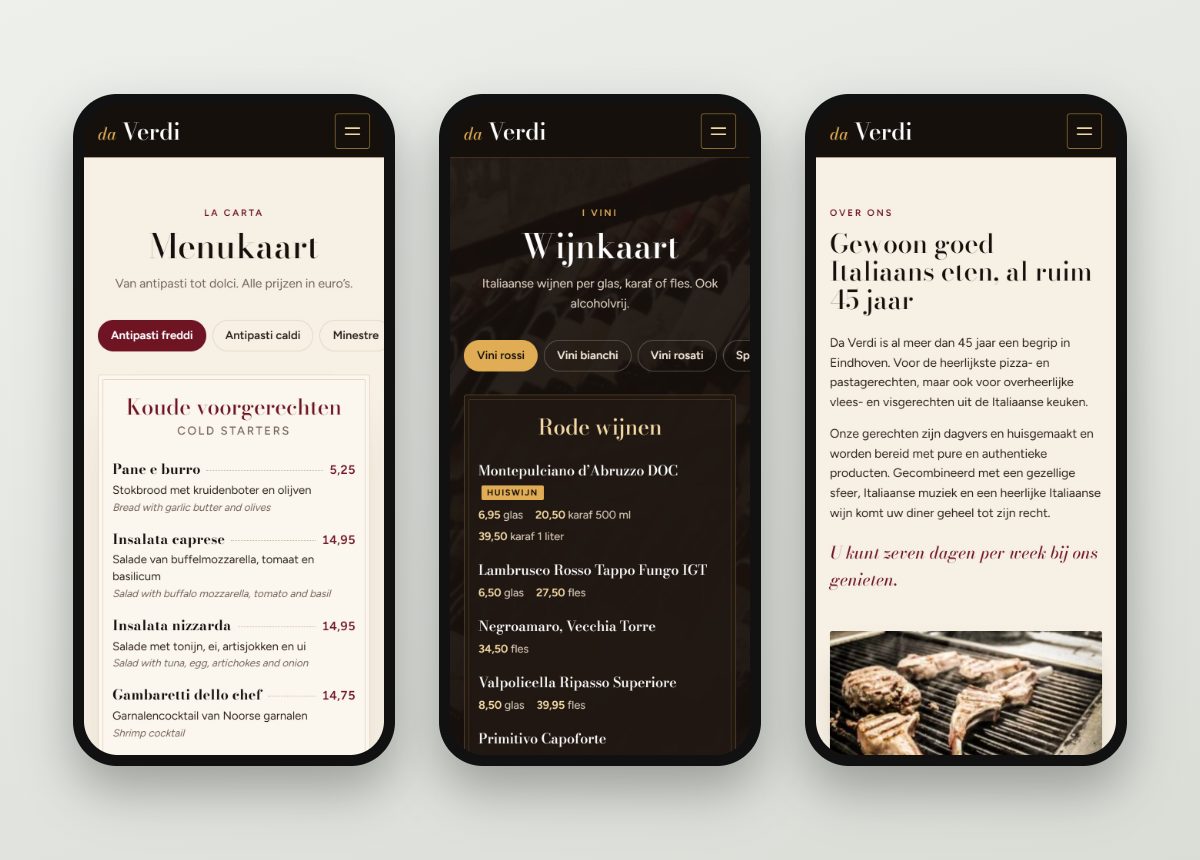 da Verdi
LA CARTA
Menukaart
Van antipasti tot dolci. Alle prijzen in euro's.
Antipasti freddi Antipasti caldi Minestre
Koude voorgerechten
COLD STARTERS
Pane e burro 5,25
Stokbrood met kruidenboter en olijven
Bread with garlic butter and olives
Insalata caprese 14,95
Salade van buffelmozzarella, tomaat en
basilicum
Salad with buffalo mozzarella, tomato and basil
Insalata nizzarda 14,95
Salade met tonijn, ei, artisjokken en ui
Salad with tuna, egg, artichokes and onion
Gambaretti dello chef 14,75
Garnalencocktail van Noorse garnalen
Shrimp cocktail
da Verdi
I VINI
Wijnkaart
Italiaanse wijnen per glas, karaf of fles. Ook
alcoholvrij.
Vini rossi Vini bianchi Vini rosati Sp
Rode wijnen
Montepulciano d'Abruzzo DOC
HUISWIJN
6,95 glas 20,50 karaf 500 ml
39,50 karaf 1 liter
Lambrusco Rosso Tappo Fungo IGT
6,50 glas 27,50 fles
Negroamaro, Vecchia Torre
34,50 fles
Valpolicella Ripasso Superiore
8,50 glas 39,95 fles
Primitivo Capoforte
da Verdi
OVER ONS
Gewoon goed
Italiaans eten, al ruim
45 jaar
Da Verdi is al meer dan 45 jaar een begrip in
Eindhoven. Voor de heerlijkste pizza- en
pastagerechten, maar ook voor overheerlijke
vlees- en visgerechten uit de Italiaanse keuken.
Onze gerechten zijn dagvers en huisgemaakt en
worden bereid met pure en authentieke
producten. Gecombineerd met een gezellige
sfeer, Italiaanse muziek en een heerlijke Italiaanse
wijn komt uw diner geheel tot zijn recht.
U kunt zeven dagen per week bij ons
genieten.